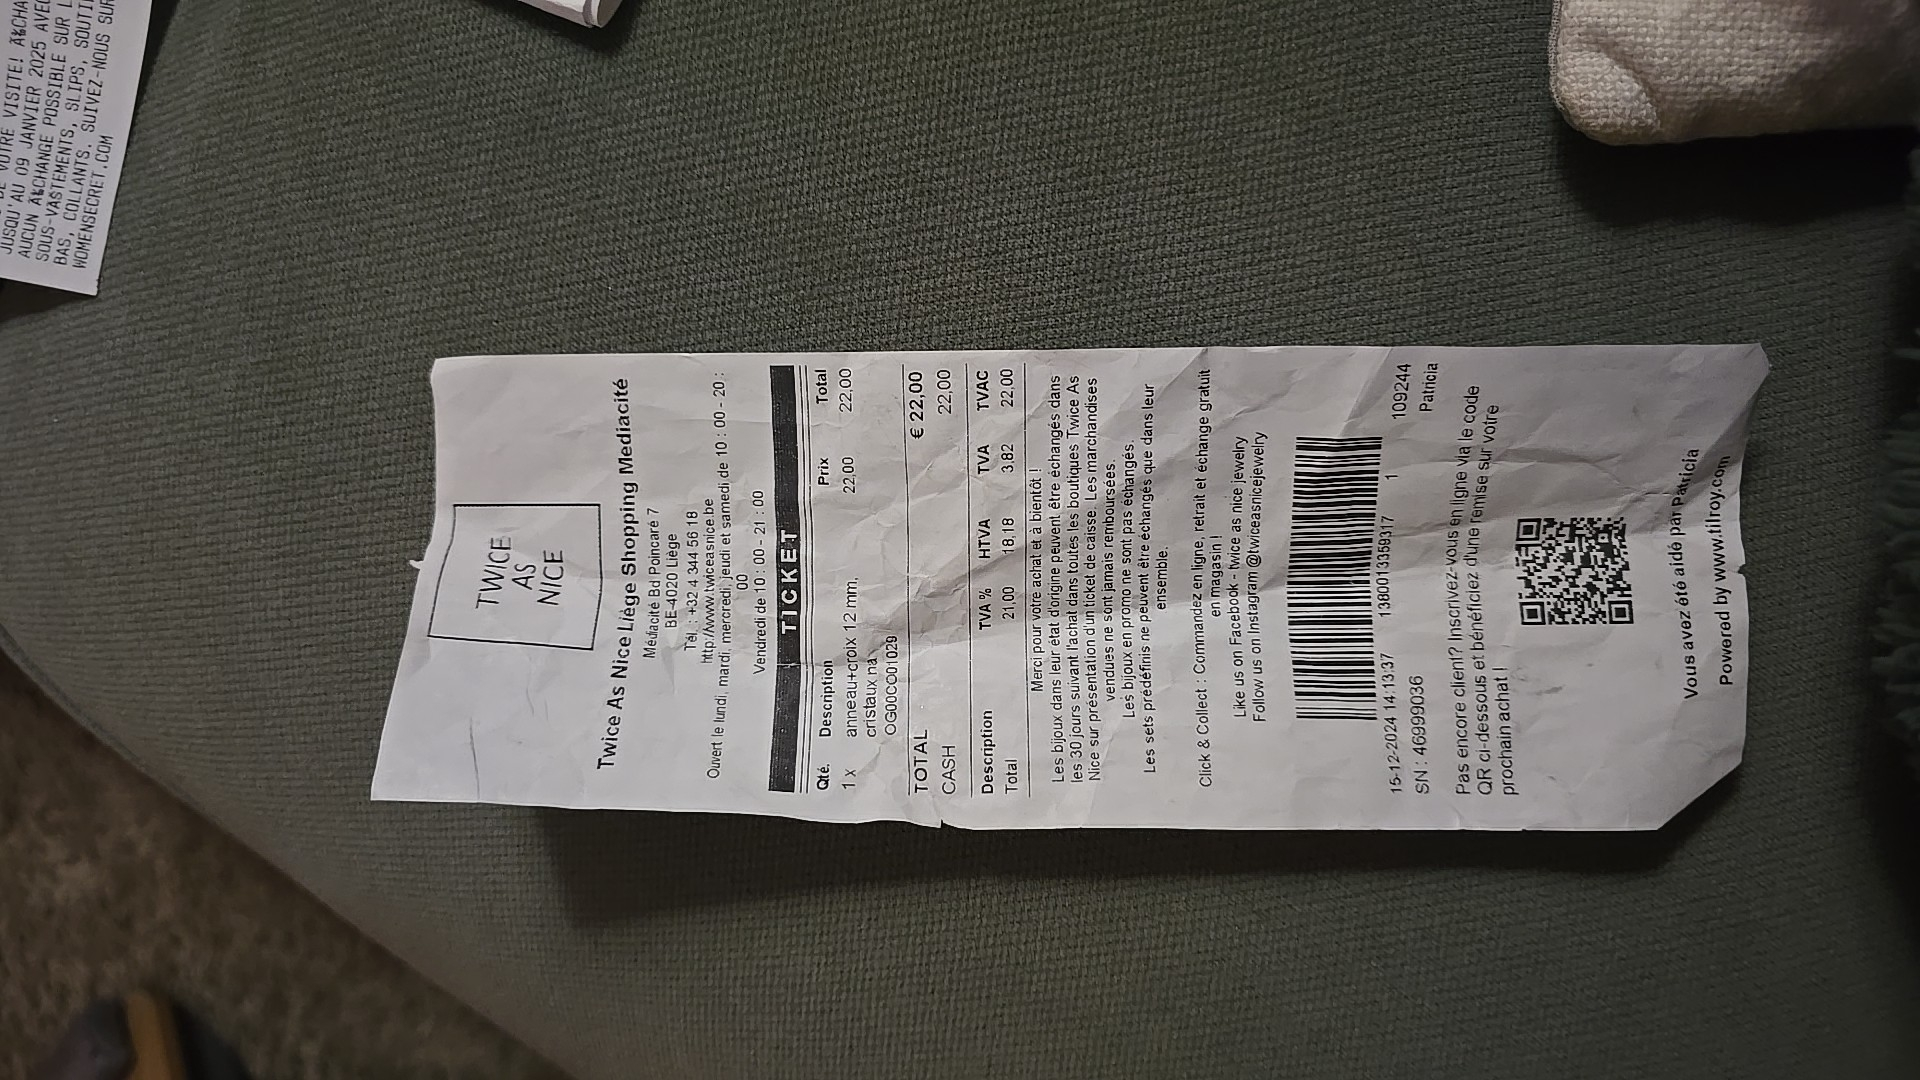 DE VOTRE VISITE! Ä‰CHA
JUSQU'AU 09 JANVIER 2025 AVEC
AUCUN Ä‰CHANGE POSSIBLE SUR L
SOUS-VASTEMENTS, SLIPS, SOUTI
BAS, COLLANTS. SUIVEZ-NOUS SUR
WOMENSECRET.COM
TWICE
AS
NICE
Twice As Nice Liége Shopping Mediacité
Médiacité Bd Poincaré 7
BE-4020 Liége
Tél. : +32 4 344 56 18
http://www.twiceasnice.be
Ouvert le lundi, mardi, mercredi, jeudi et samedi de 10 : 00 - 20 :
00
Vendredi de 10 : 00 - 21 : 00
TICKET
Qté. Description Prix Total
1 x anneau+croix 12 mm, 22,00 22,00
cristaux na
OG00CO01029
TOTAL € 22,00
CASH 22,00
Description TVA % HTVA TVA TVAC
Total 21,00 18,18 3,82 22,00
Merci pour votre achat et à bientôt !
Les bijoux dans leur état d'origine peuvent être échangés dans
les 30 jours suivant l'achat dans toutes les boutiques Twice As
Nice sur présentation d'un ticket de caisse. Les marchandises
vendues ne sont jamais remboursées.
Les bijoux en promo ne sont pas échangés.
Les sets prédéfinis ne peuvent être échangés que dans leur
ensemble.
Click & Collect : Commandez en ligne, retrait et échange gratuit
en magasin !
Like us on Facebook - twice as nice jewelry
Follow us on Instagram @twiceasnicejewelry
15-12-2024 14:13:37 1380011359317 1 109244
SN : 46999036 Patricia
Pas encore client? Inscrivez-vous en ligne via le code
QR ci-dessous et bénéficiez d'une remise sur votre
prochain achat !
Vous avez été aidé par Patricia
Powered by www.tilroy.com